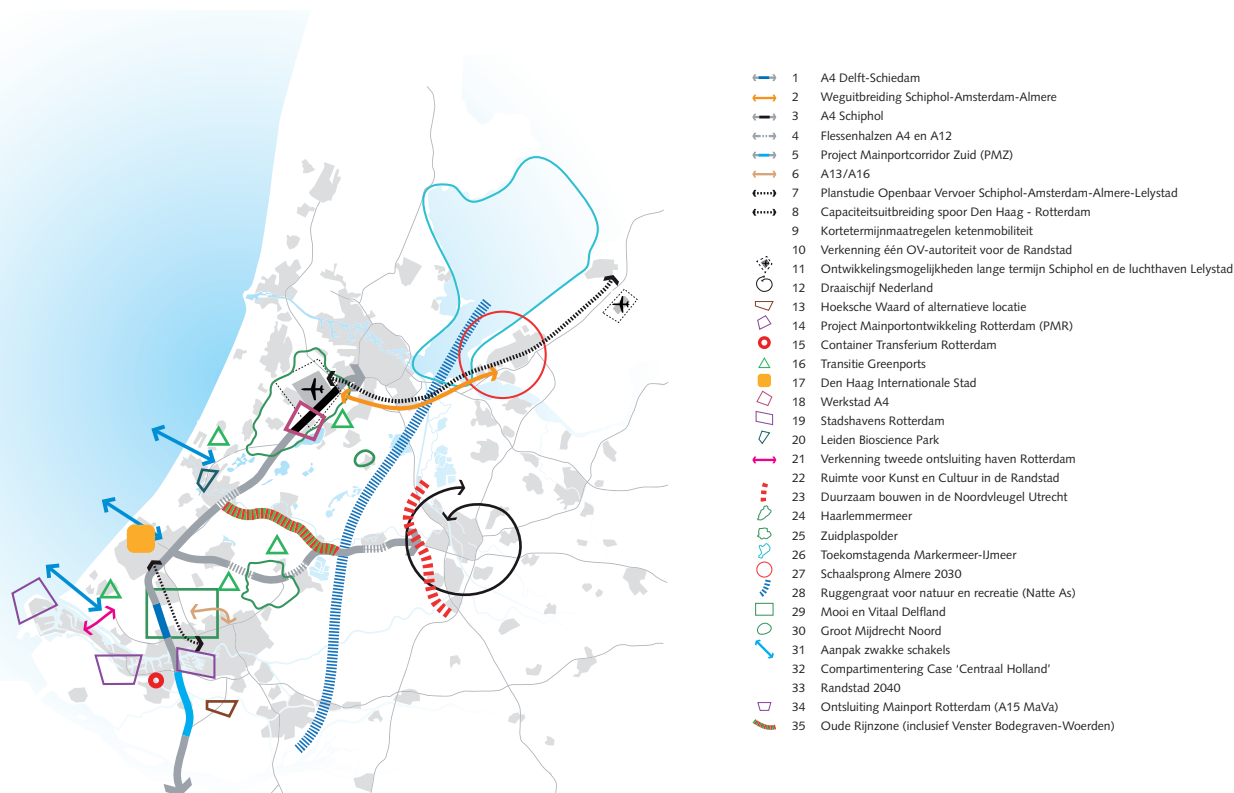 1 A4 Delft-Schiedam
2 Weguitbreiding Schiphol-Amsterdam-Almere
3 A4 Schiphol
4 Flessenhalzen A4 en A12
5 Project Mainportcorridor Zuid (PMZ)
6 A13/A16
7 Planstudie Openbaar Vervoer Schiphol-Amsterdam-Almere-Lelystad
8 Capaciteitsuitbreiding spoor Den Haag - Rotterdam
9 Kortetermijnmaatregelen ketenmobiliteit
10 Verkenning één OV-autoriteit voor de Randstad
11 Ontwikkelingsmogelijkheden lange termijn Schiphol en de luchthaven Lelystad
12 Draaischijf Nederland
13 Hoeksche Waard of alternatieve locatie
14 Project Mainportontwikkeling Rotterdam (PMR)
15 Container Transferium Rotterdam
16 Transitie Greenports
17 Den Haag Internationale Stad
18 Werkstad A4
19 Stadshavens Rotterdam
20 Leiden Bioscience Park
21 Verkenning tweede ontsluiting haven Rotterdam
22 Ruimte voor Kunst en Cultuur in de Randstad
23 Duurzaam bouwen in de Noordvleugel Utrecht
24 Haarlemmermeer
25 Zuidplaspolder
26 Toekomstagenda Markermeer-IJmeer
27 Schaalsprong Almere 2030
28 Ruggengraat voor natuur en recreatie (Natte As)
29 Mooi en Vitaal Delfland
30 Groot Mijdrecht Noord
31 Aanpak zwakke schakels
32 Compartimentering Case ‘Centraal Holland’
33 Randstad 2040
34 Ontsluiting Mainport Rotterdam (A15 MaVa)
35 Oude Rijnzone (inclusief Venster Bodegraven-Woerden)